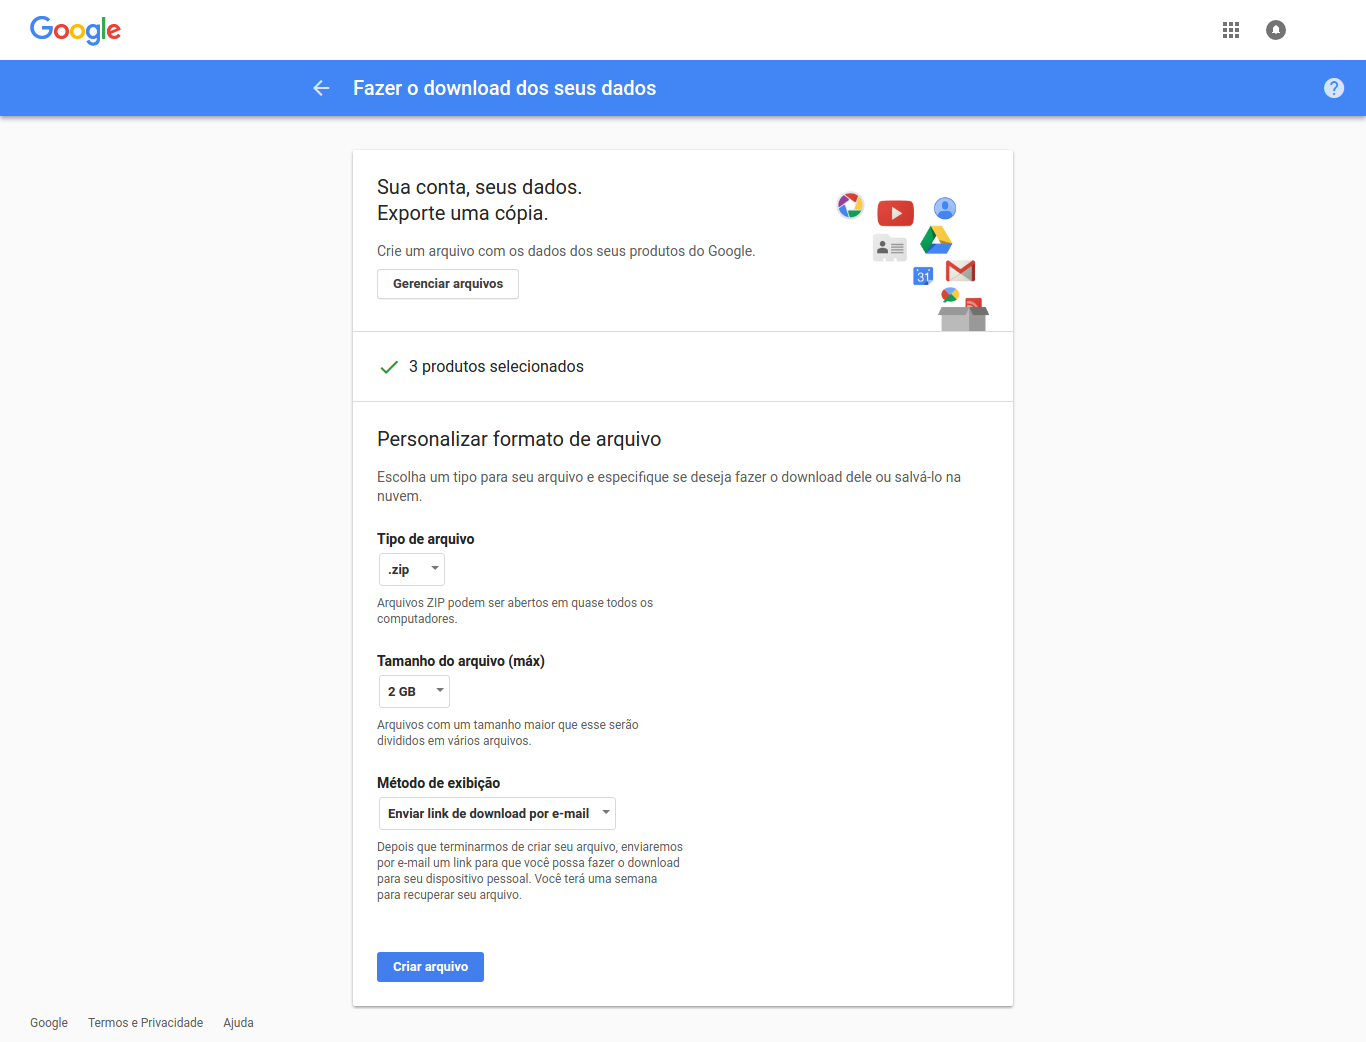 Google
Fazer o download dos seus dados
?
Sua conta, seus dados.
Exporte uma cópia.
Crie um arquivo com os dados dos seus produtos do Google.
Gerenciar arquivos
31
3 produtos selecionados
Personalizar formato de arquivo
Escolha um tipo para seu arquivo e especifique se deseja fazer o download dele ou salvá-lo na
nuvem.
Tipo de arquivo
.zip
Arquivos ZIP podem ser abertos em quase todos os
computadores.
Tamanho do arquivo (máx)
2 GB
Arquivos com um tamanho maior que esse serão
divididos em vários arquivos.
Método de exibição
Enviar link de download por e-mail
Depois que terminarmos de criar seu arquivo, enviaremos
por e-mail um link para que você possa fazer o download
para seu dispositivo pessoal. Você terá uma semana
para recuperar seu arquivo.
Criar arquivo
Google Termos e Privacidade Ajuda